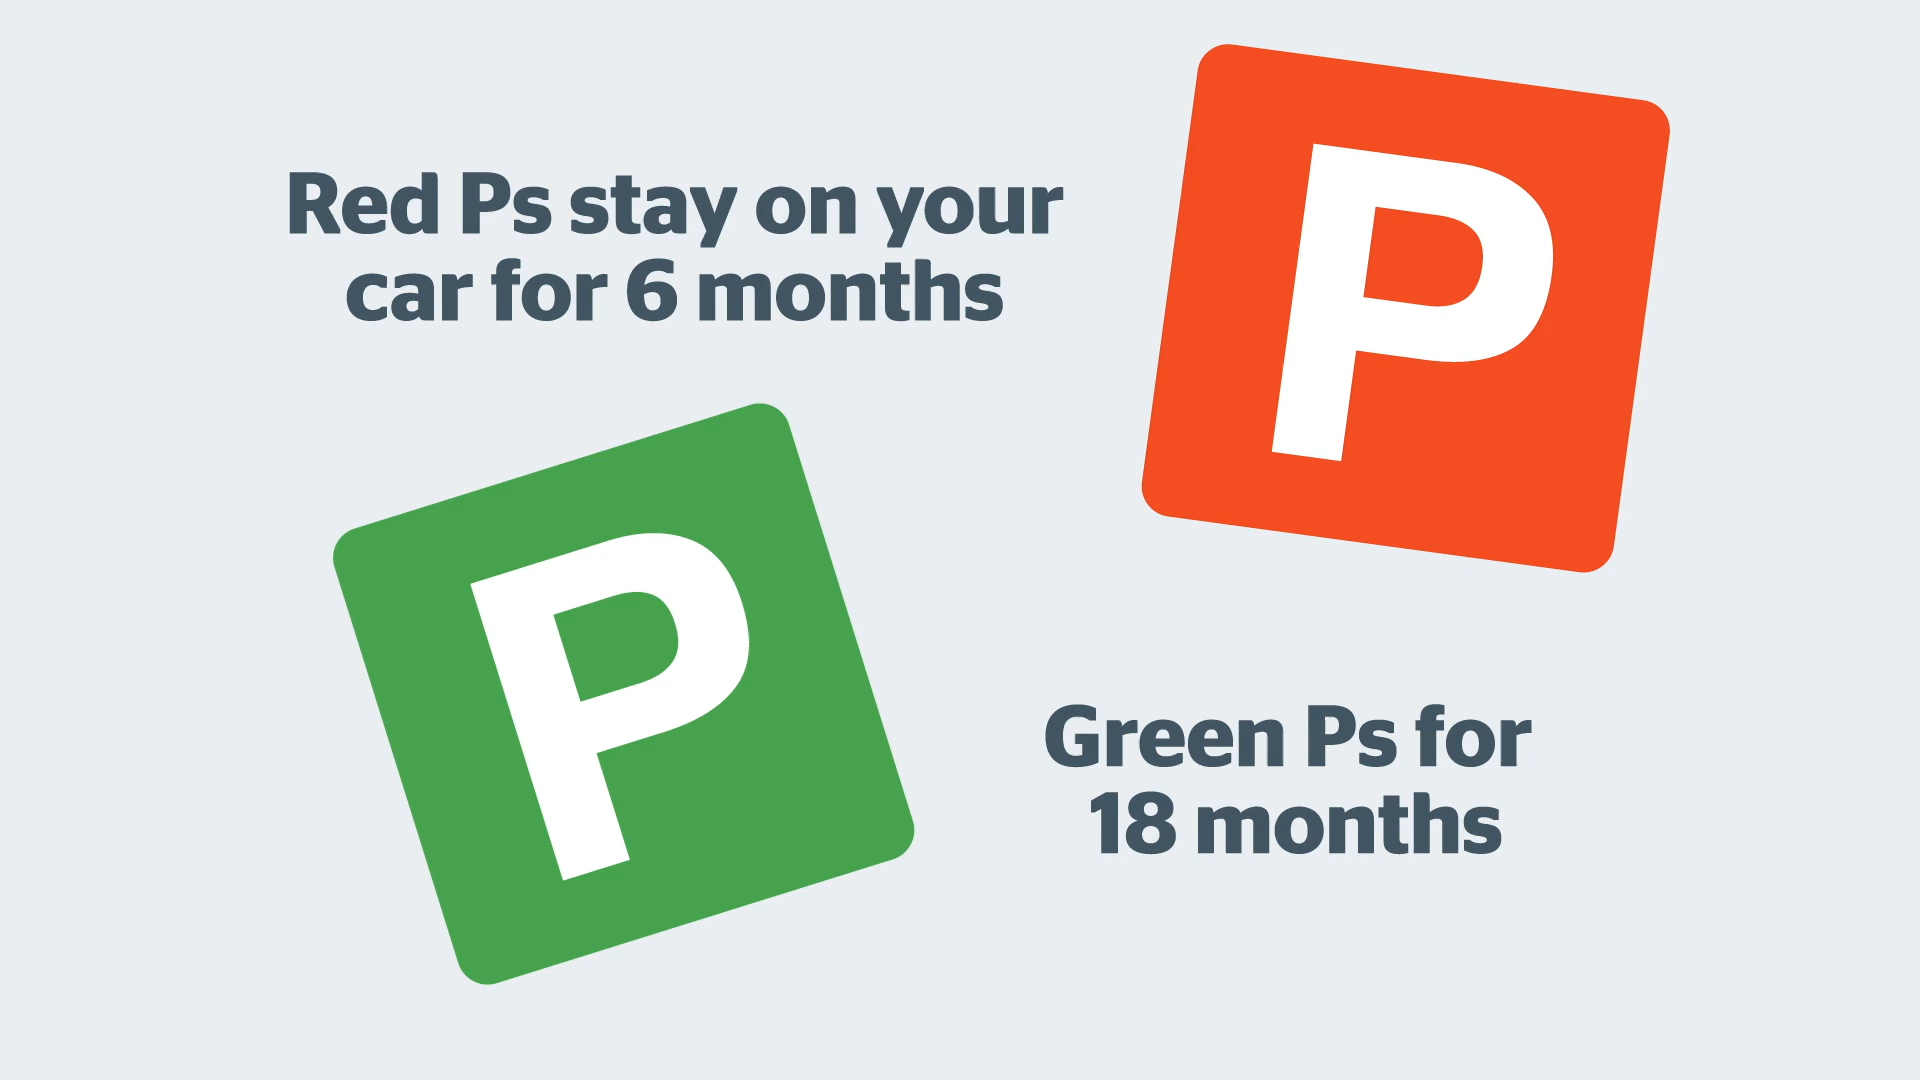 Red Ps stay on your
car for 6 months
P
P
Green Ps for
18 months